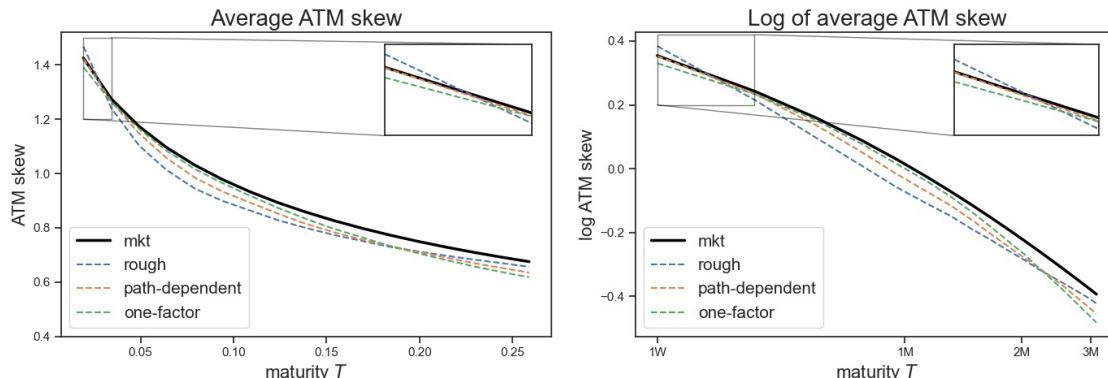 Average ATM skew
1.4
1.2
1.0
0.8
0.6
0.4
ATM skew
mkt
rough
path-dependent
one-factor
0.05
0.10
0.15
0.20
0.25
maturity T
Log of average ATM skew
0.4
0.2
0.0
−0.2
−0.4
log ATM skew
mkt
rough
path-dependent
one-factor
1W
1M
2M
3M
maturity T